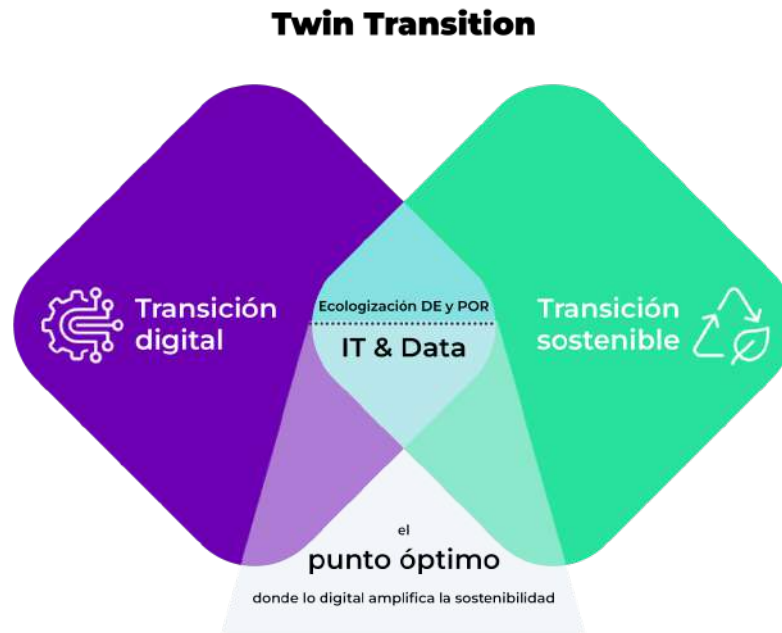 Twin Transition
Transición
digital
Ecologización DE y POR
IT & Data
Transición
sostenible
el
punto óptimo
donde lo digital amplifica la sostenibilidad